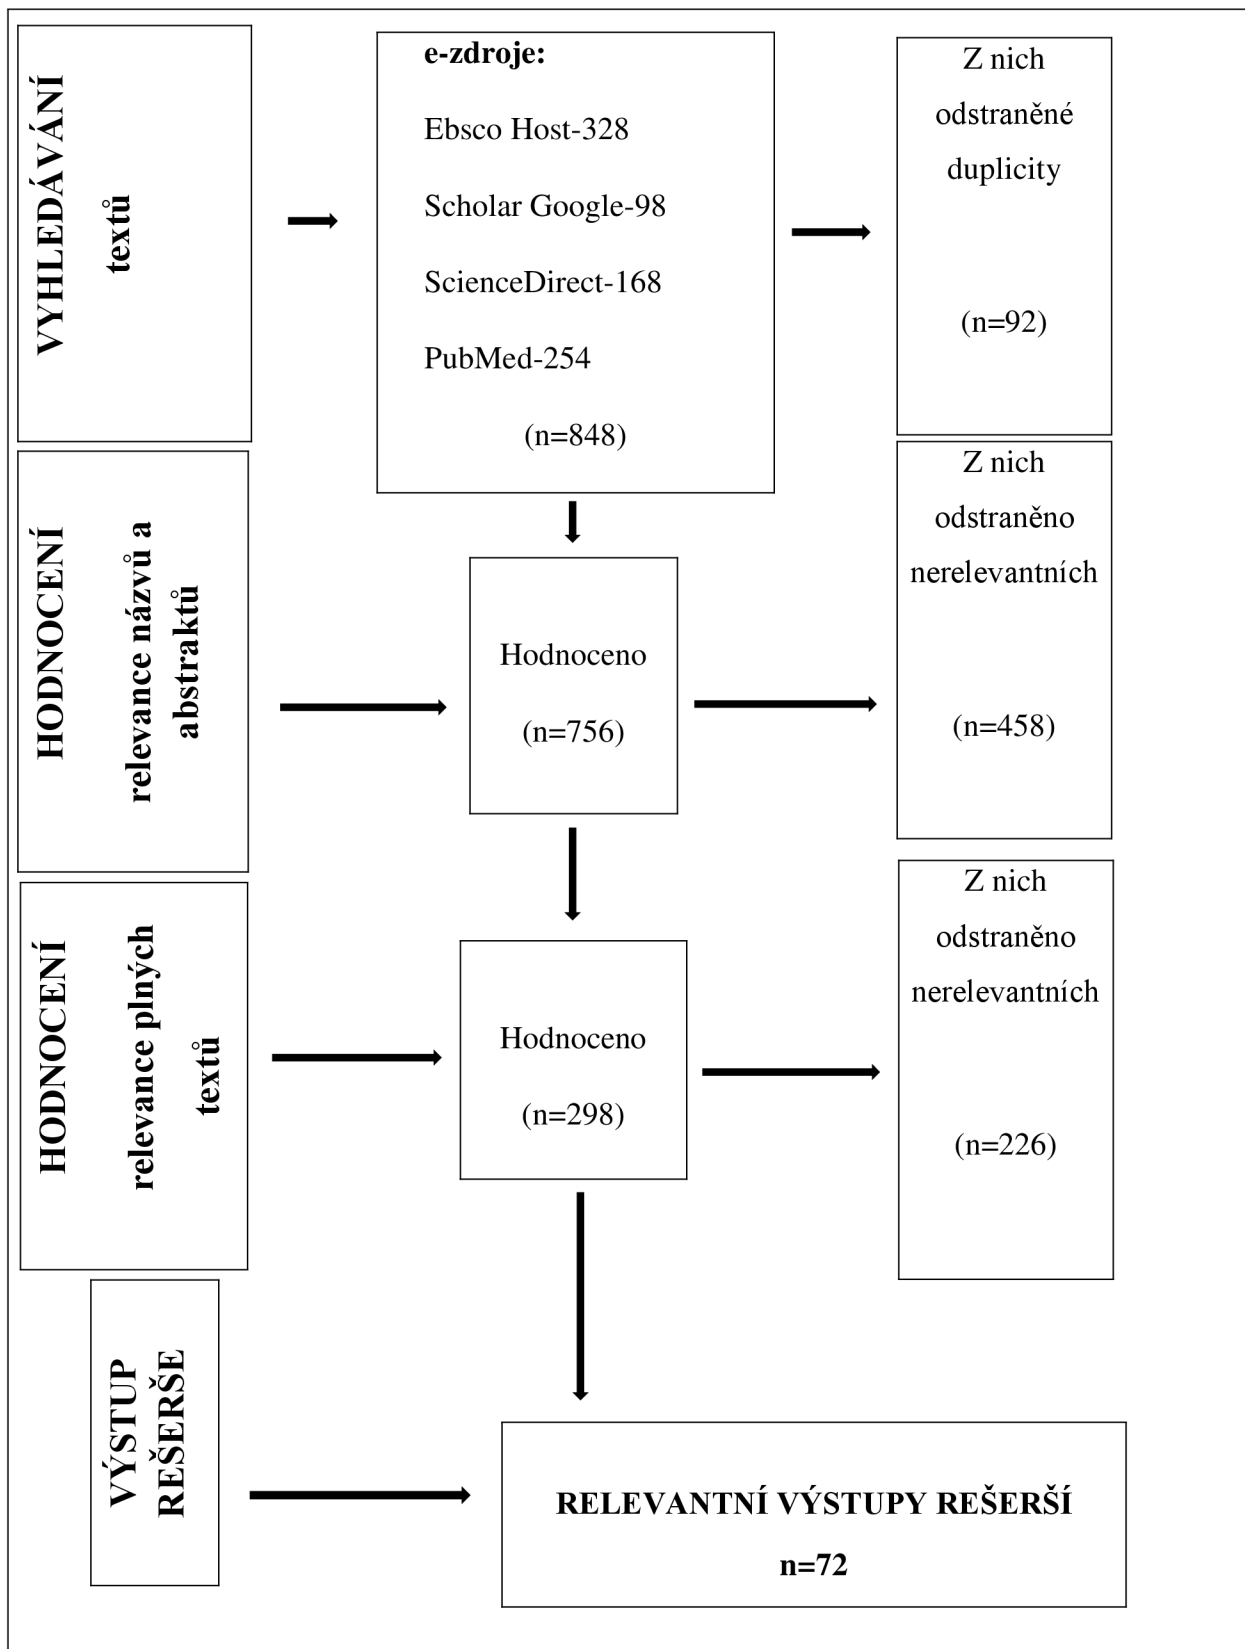 VYHLEDÁVÁNÍ
textů
e-zdroje:
Ebsco Host-328
Scholar Google-98
ScienceDirect-168
PubMed-254
(n=848)
Z nich
odstraněné
duplicity
(n=92)
HODNOCENÍ
relevance názvů a
abstraktů
Hodnoceno
(n=756)
Z nich
odstraněno
nerelevantních
(n=458)
HODNOCENÍ
relevance plných
textů
Hodnoceno
(n=298)
Z nich
odstraněno
nerelevantních
(n=226)
VÝSTUP
REŠERŠE
RELEVANTNÍ VÝSTUPY REŠERŠÍ
n=72